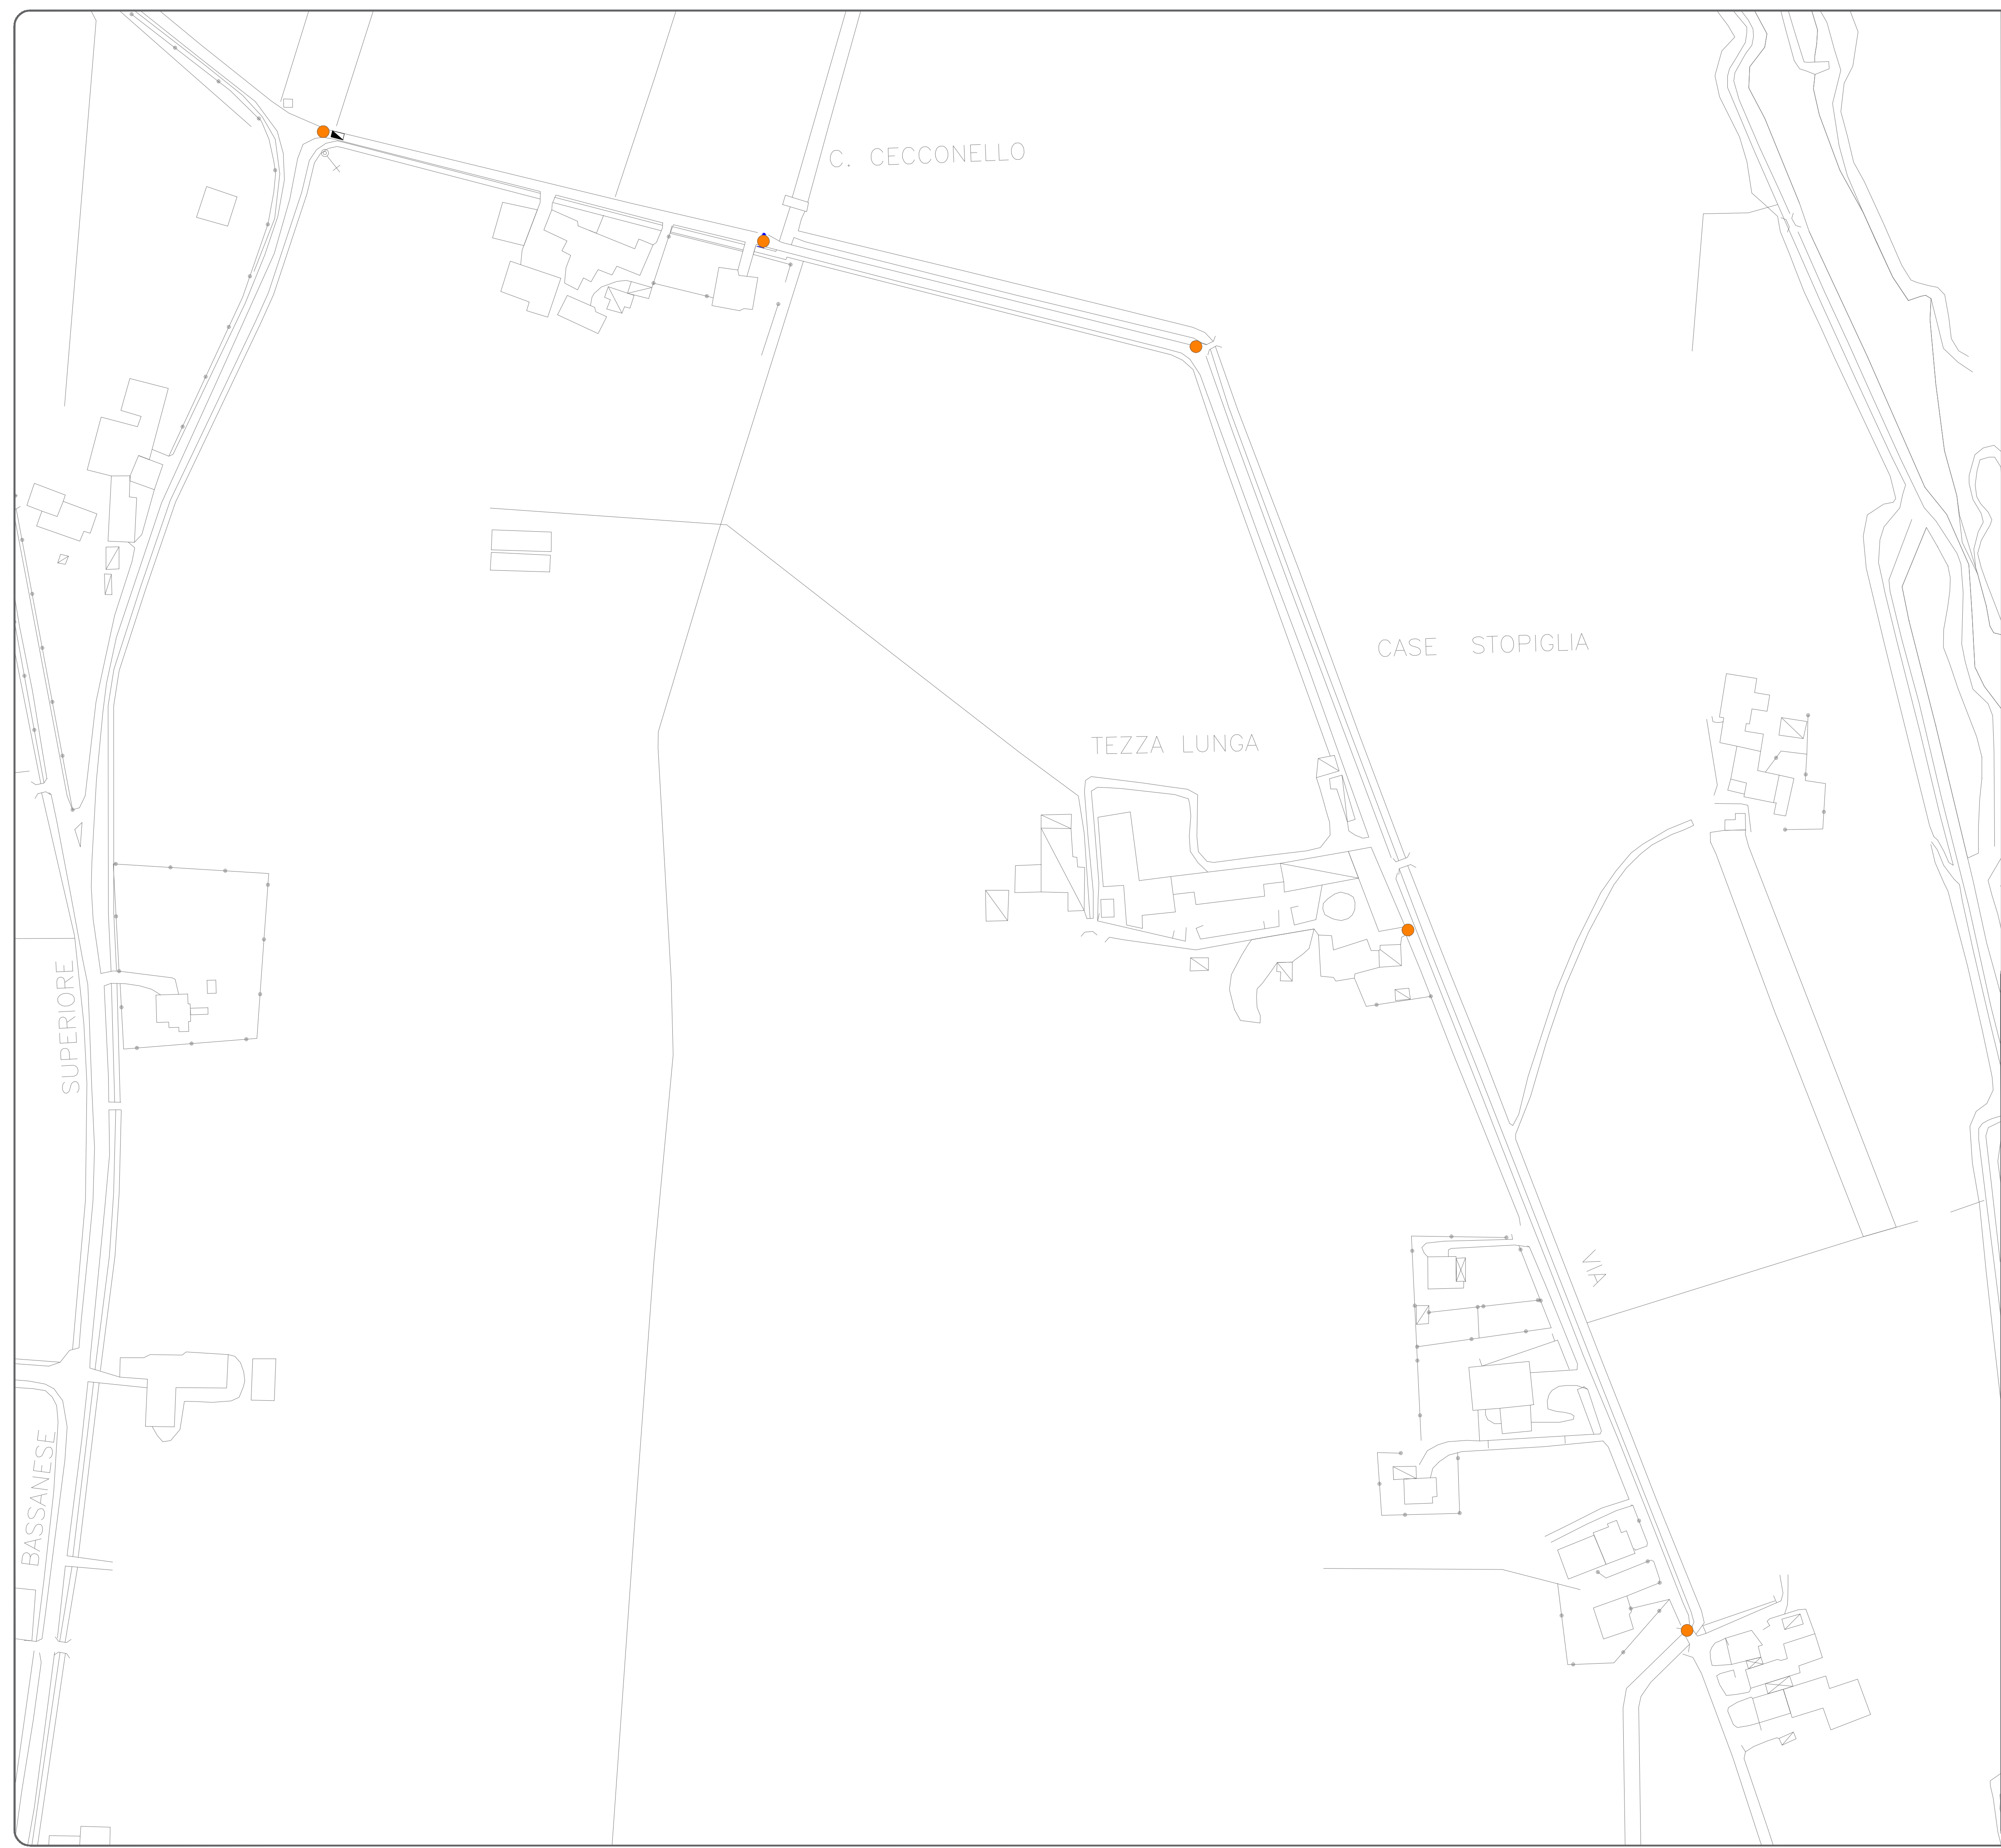 C. CECCONELLO
CASE STOPIGLIA
TEZZA LUNGA
SUPERIORE
VIA
BASSANESE